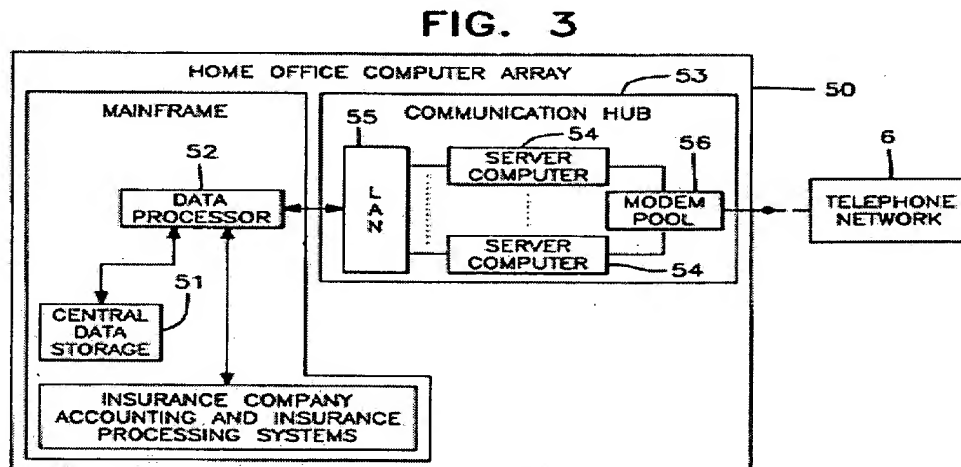 FIG. 3
HOME OFFICE COMPUTER ARRAY
53
50
MAINFRAME
COMMUNICATION HUB
55
54
6
52
SERVER
COMPUTER
56
DATA
PROCESSOR
LAN
MODEM
POOL
TELEPHONE
NETWORK
SERVER
COMPUTER
54
51
CENTRAL
DATA
STORAGE
INSURANCE COMPANY
ACCOUNTING AND INSURANCE
PROCESSING SYSTEMS